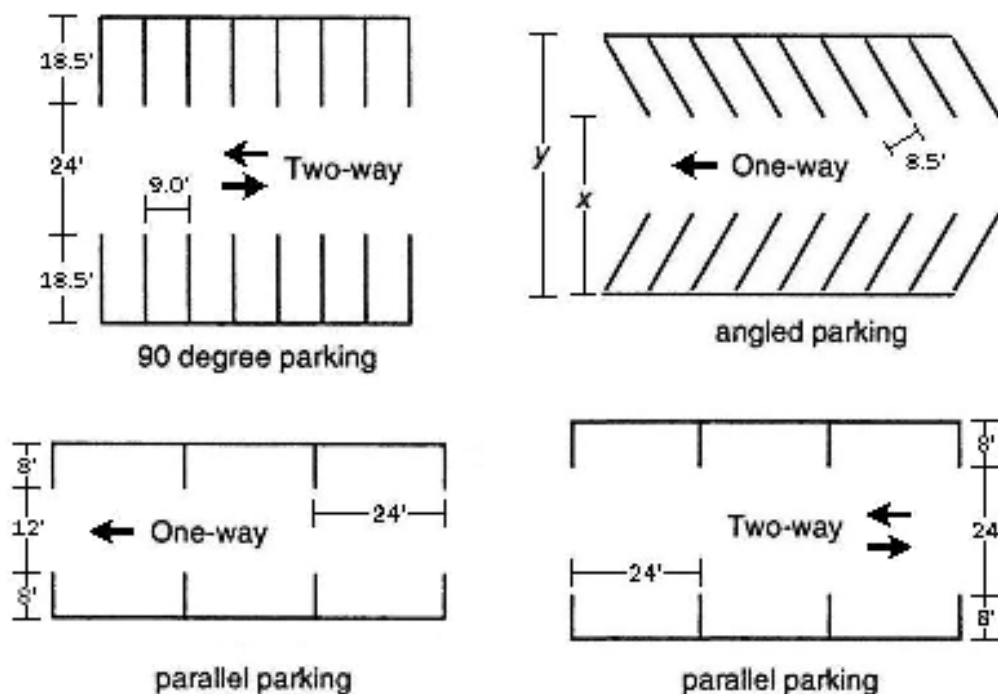 18.5'
24'
18.5'
9.0'
Two-way
90 degree parking
y
x
One-way
8.5'
angled parking
8'
12'
8'
One-way
24'
parallel parking
Two-way
24'
8'
24
8'
parallel parking